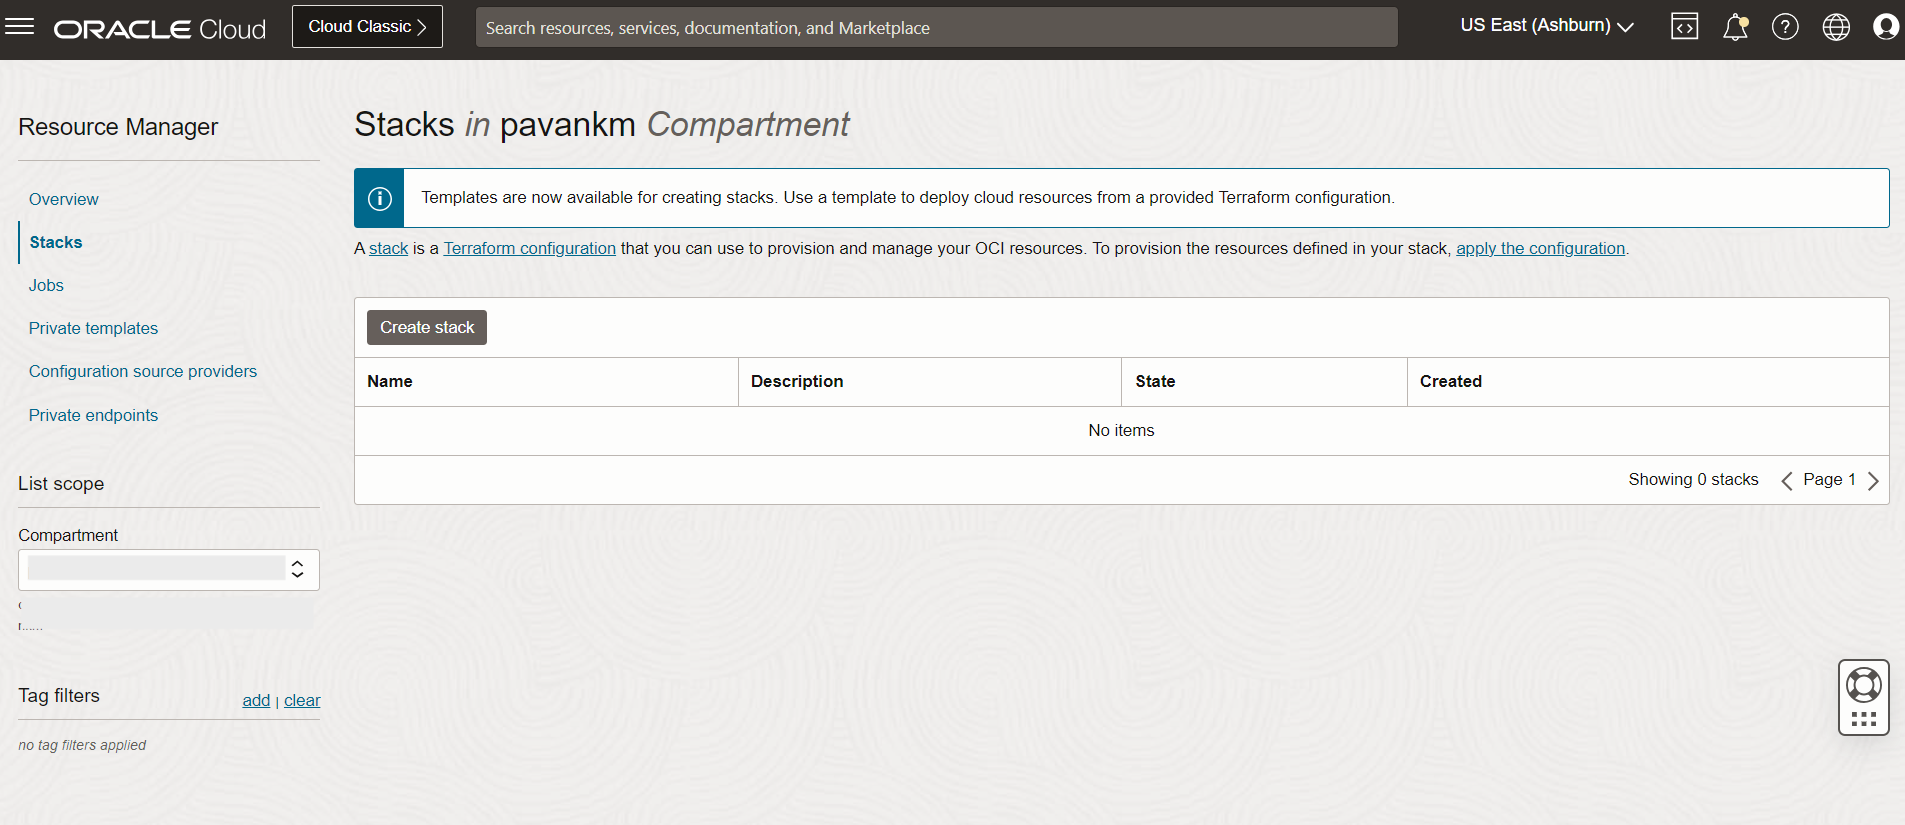 ORACLE Cloud
Cloud Classic
Search resources, services, documentation, and Marketplace
US East (Ashburn)
Resource Manager
Overview
Stacks
Jobs
Private templates
Configuration source providers
Private endpoints
List scope
Compartment
Tag filters
add | clear
no tag filters applied
Stacks in pavankm Compartment
Templates are now available for creating stacks. Use a template to deploy cloud resources from a provided Terraform configuration.
A stack is a Terraform configuration that you can use to provision and manage your OCI resources. To provision the resources defined in your stack, apply the configuration.
Create stack
Name Description State Created
No items
Showing 0 stacks Page 1